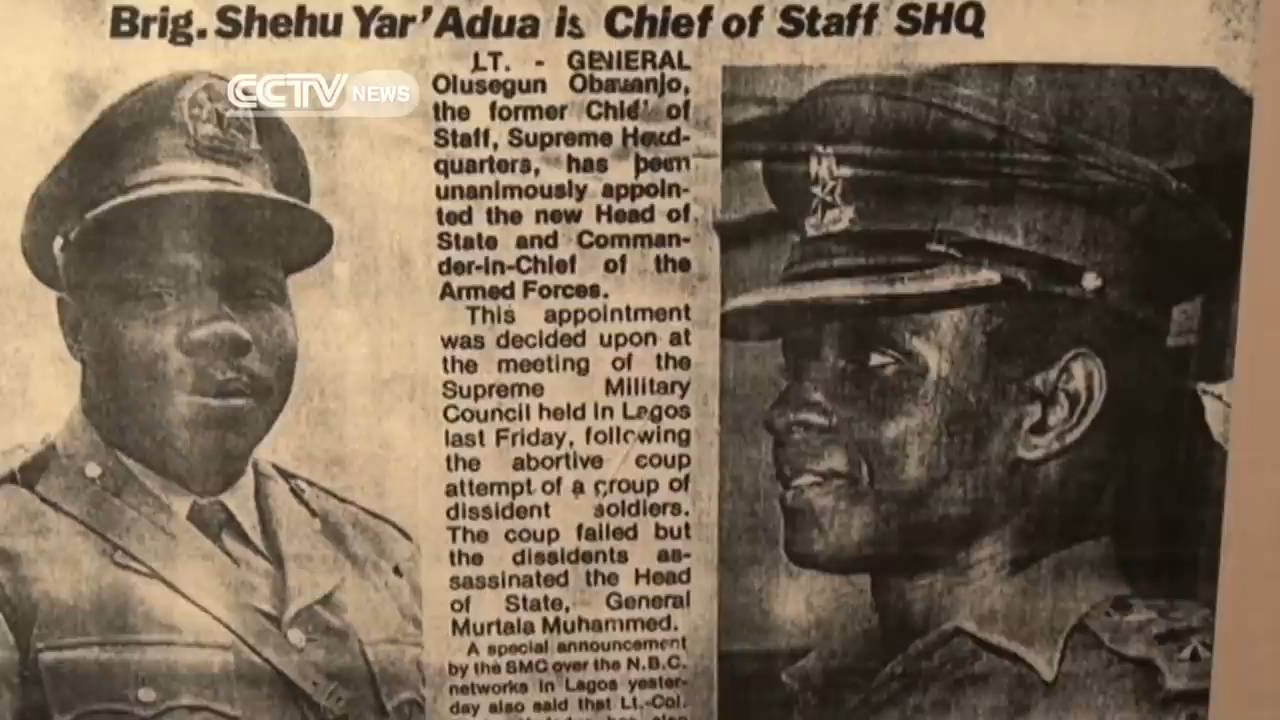 Brig. Shehu Yar'Adua is Chief of Staff SHQ
CCTV NEWS
LT. - GENERAL
Olusegun Obasanjo,
the former Chief of
Staff, Supreme Head-
quarters, has been
unanimously appoin-
ted the new Head of
State and Comman-
der-in-Chief of the
Armed Forces.
This appointment
was decided upon at
the meeting of the
Supreme Military
Council held in Lagos
last Friday, following
the abortive coup
attempt of a group of
dissident soldiers.
The coup failed but
the dissidents as-
sassinated the Head
of State, General
Murtala Muhammed.
A special announcement
by the SMC over the N.B.C.
networks in Lagos yester-
day also said that Lt.-Col.